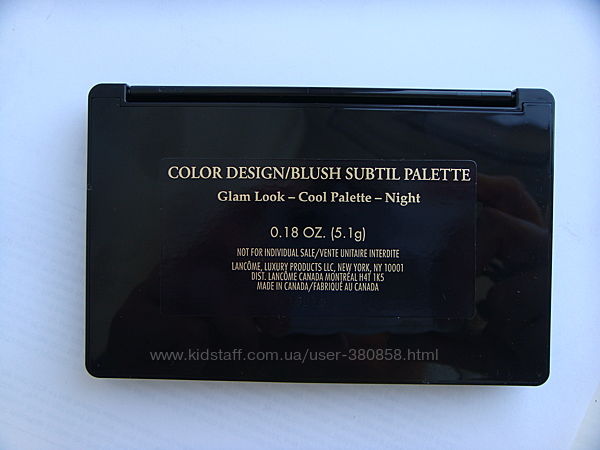 COLOR DESIGN/BLUSH SUBTIL PALETTE
Glam Look – Cool Palette – Night
0.18 OZ. (5.1g)
NOT FOR INDIVIDUAL SALE/VENTE UNITAIRE INTERDITE
LANCÔME, LUXURY PRODUCTS LLC, NEW YORK, NY 10001
DIST. LANCÔME CANADA MONTRÉAL H4T 1K5
MADE IN CANADA/FABRIQUÉ AU CANADA
www.kidstaff.com.ua/user-380858.html